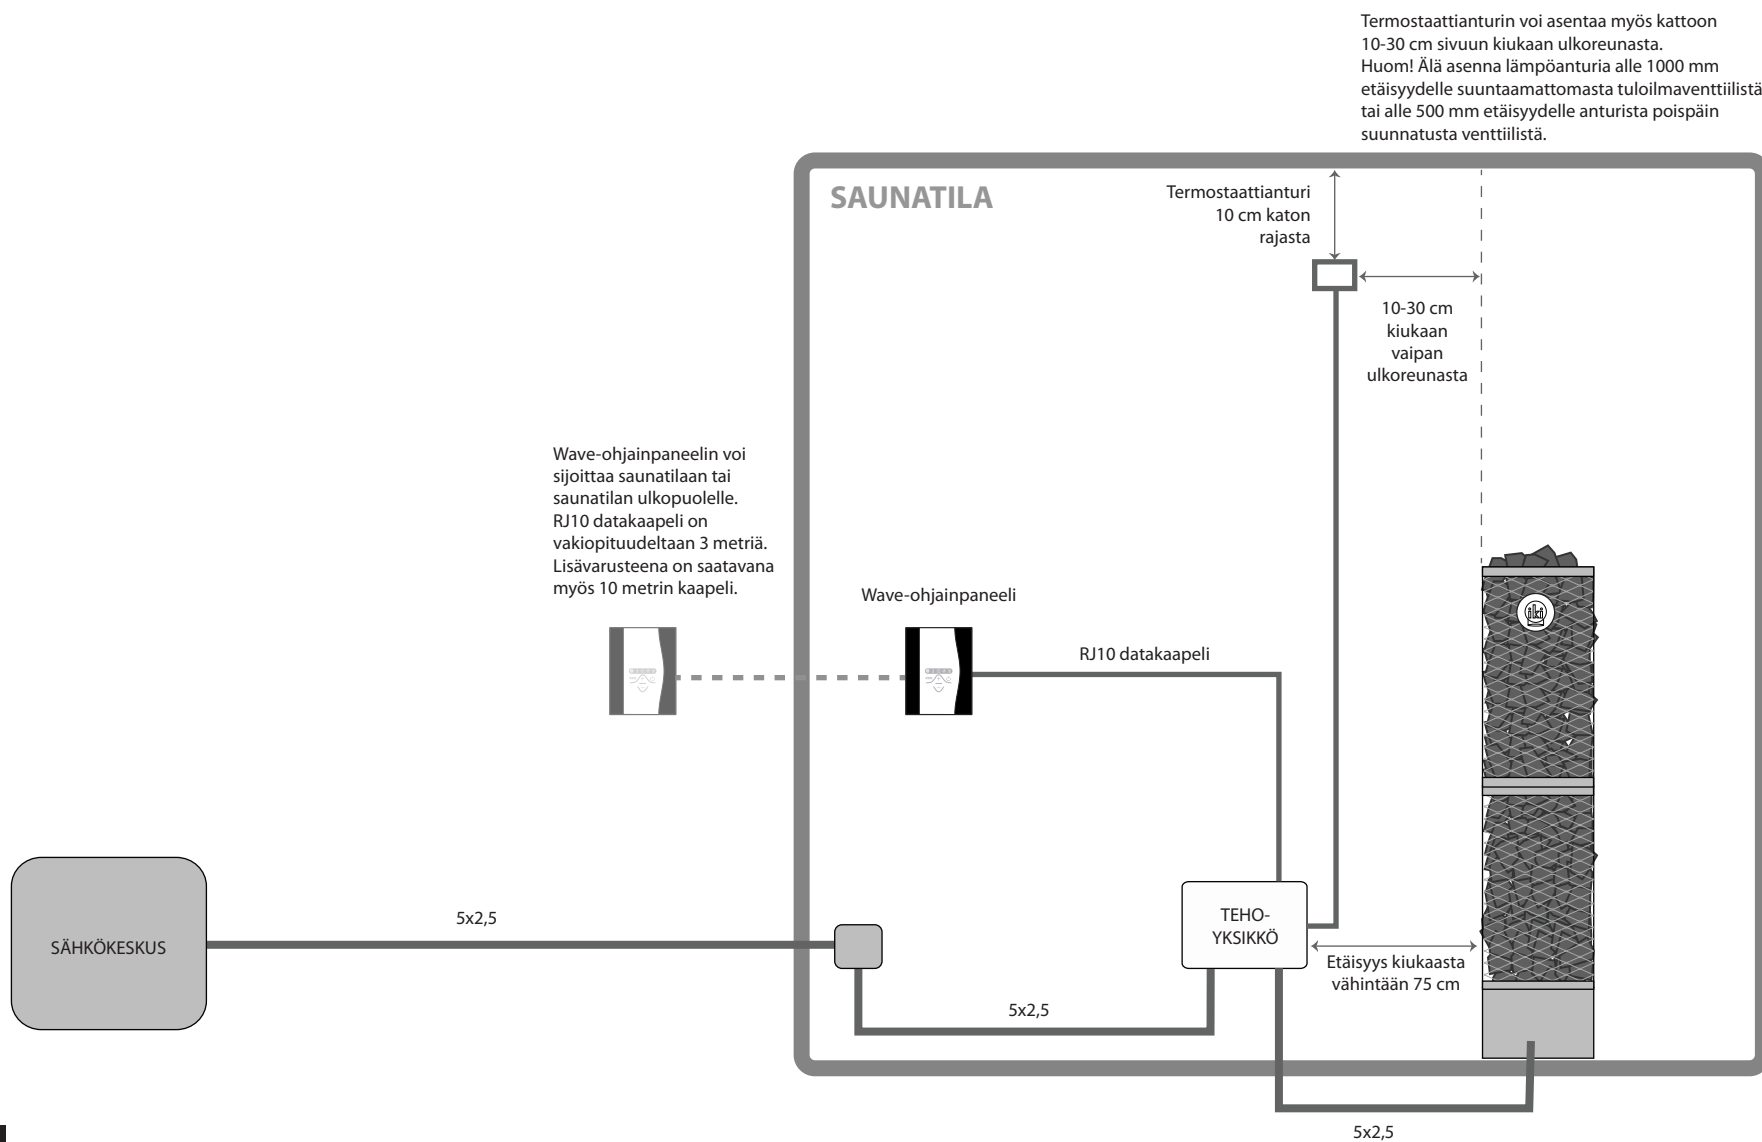 Termostaattianturin voi asentaa myös kattoon
10-30 cm sivuun kiukaan ulkoreunasta.
Huom! Älä asenna lämpöanturia alle 1000 mm
etäisyydelle suuntaamattomasta tuloilmaventtiilistä
tai alle 500 mm etäisyydelle anturista poispäin
suunnatusta venttiilistä.
SAUNATILA
Termostaattianturi
10 cm katon
rajasta
10-30 cm
kiukaan
vaipan
ulkoreunasta
Wave-ohjainpaneelin voi
sijoittaa saunatilaan tai
saunatilan ulkopuolelle.
RJ10 datakaapeli on
vakiopituudeltaan 3 metriä.
Lisävarusteena on saatavana
myös 10 metrin kaapeli.
Wave-ohjainpaneeli
RJ10 datakaapeli
iki
SÄHKÖKESKUS
5x2,5
TEHO-
YKSIKKÖ
Etäisyys kiukaasta
vähintään 75 cm
5x2,5
5x2,5